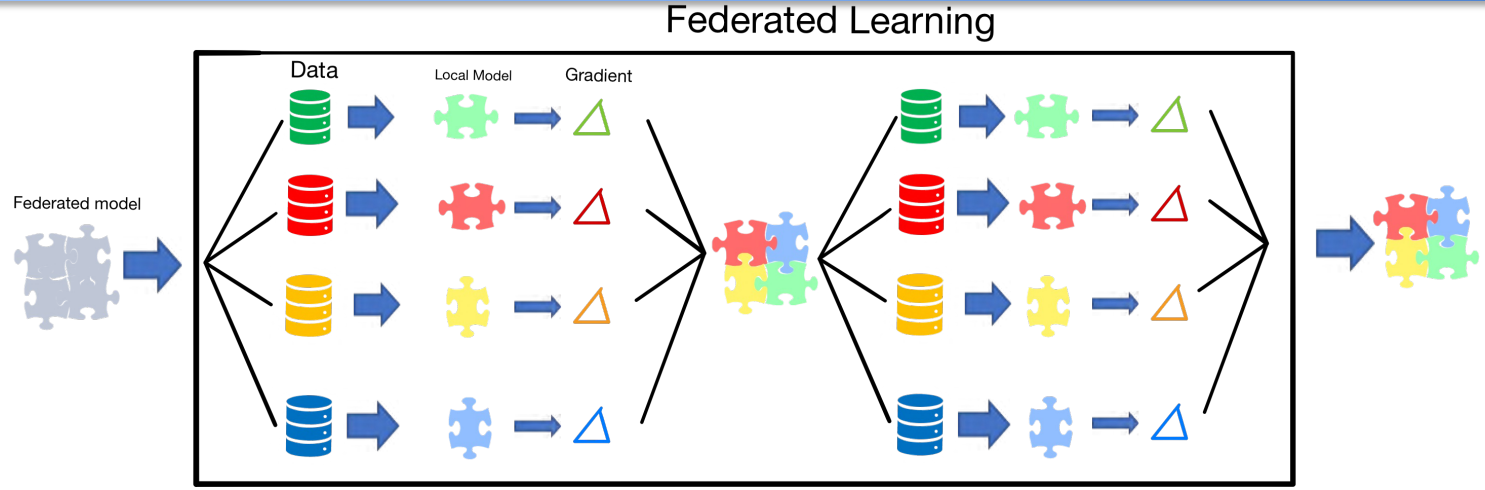 Federated Learning
Data
Local Model
Gradient
Federated model